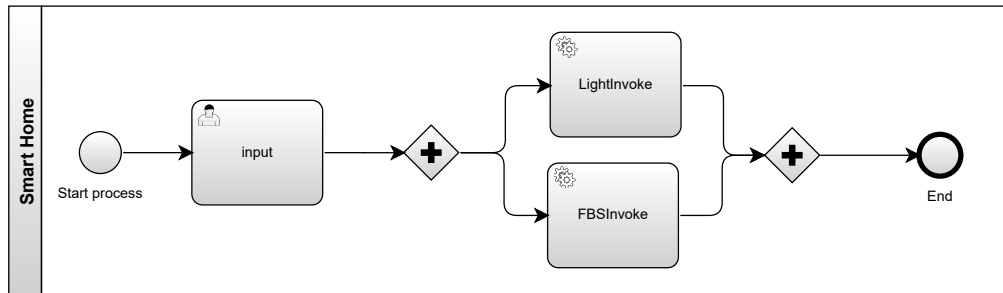 Smart Home
Start process
input
LightInvoke
FBSInvoke
End